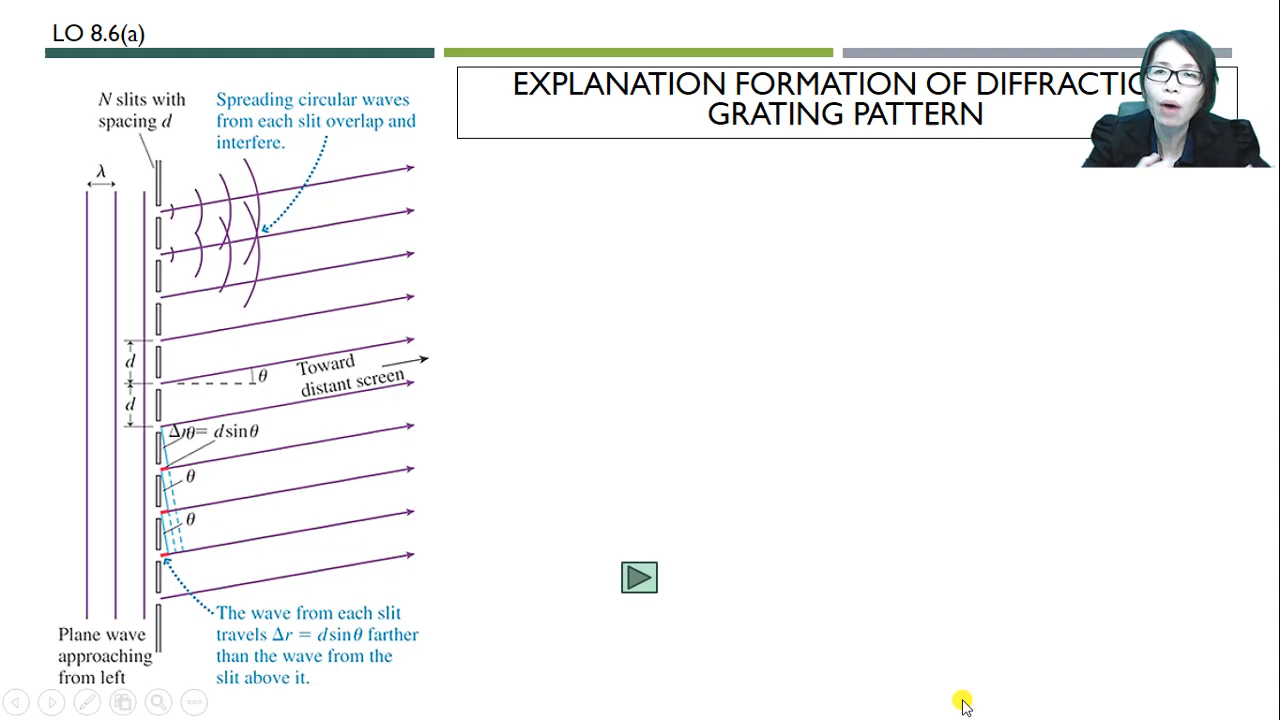 LO 8.6(a)
EXPLANATION FORMATION OF DIFFRACTIO
GRATING PATTERN
N slits with
spacing d
Spreading circular waves
from each slit overlap and
interfere.
λ
d
d
θ
Toward
distant screen
Δr = d sin θ
θ
θ
θ
The wave from each slit
travels Δr = d sin θ farther
than the wave from the
slit above it.
Plane wave
approaching
from left